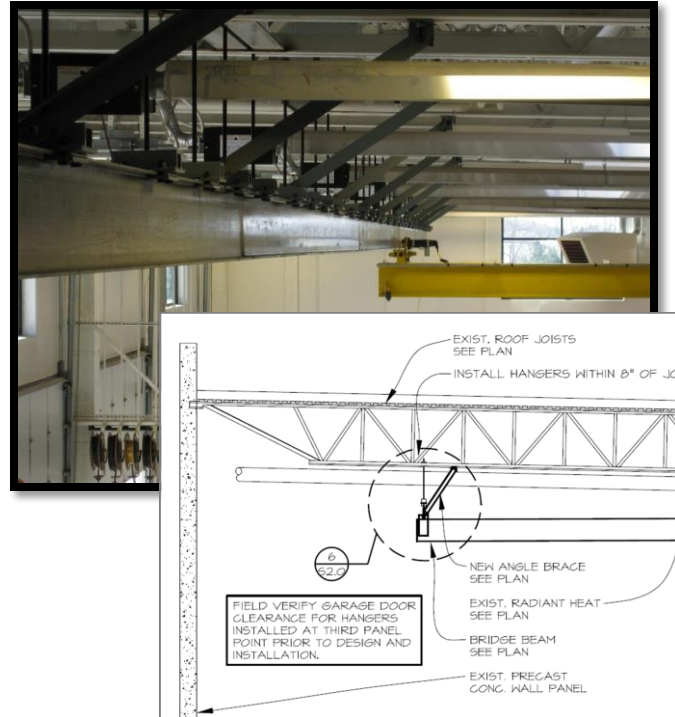 EXIST. ROOF JOISTS
SEE PLAN
INSTALL HANGERS WITHIN 8" OF
6
S2.0
NEW ANGLE BRACE
SEE PLAN
FIELD VERIFY GARAGE DOOR
CLEARANCE FOR HANGERS
INSTALLED AT THIRD PANEL
POINT PRIOR TO DESIGN AND
INSTALLATION.
EXIST. RADIANT HEAT
SEE PLAN
BRIDGE BEAM
SEE PLAN
EXIST. PRECAST
CONC. WALL PANEL